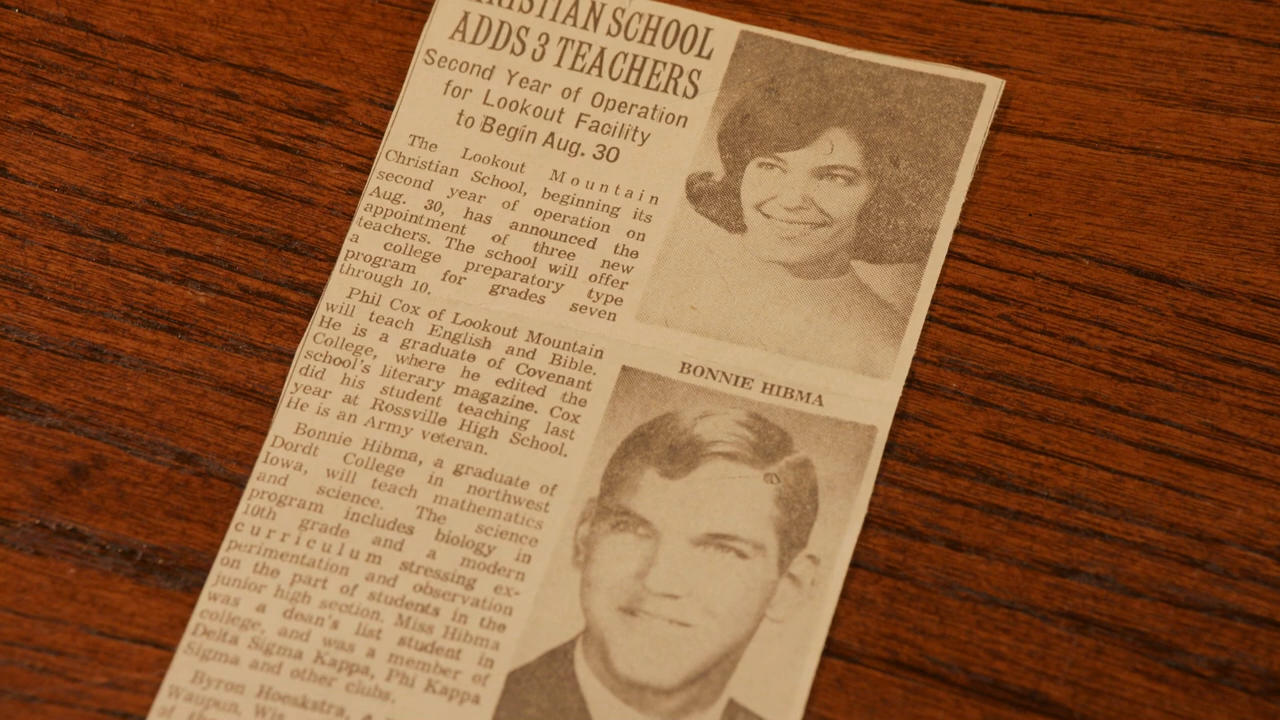 CHRISTIAN SCHOOL
ADDS 3 TEACHERS
Second Year of Operation
for Lookout Facility
to Begin Aug. 30
The Lookout Mountain
Christian School, beginning its
second year of operation on
Aug. 30, has announced the
appointment of three new
teachers. The school will offer
a college preparatory type
program for grades seven
through 10.
Phil Cox of Lookout Mountain
will teach English and Bible.
He is a graduate of Covenant
College, where he edited the
school's literary magazine. Cox
did his student teaching last
year at Rossville High School.
He is an Army veteran.
Bonnie Hibma, a graduate of
Dordt College in northwest
Iowa, will teach mathematics
and science. The science
program includes biology in
10th grade and a modern
curriculum stressing ex-
perimentation and observation
on the part of students in the
junior high section. Miss Hibma
was a dean's list student in
college, and was a member of
Delta Sigma Kappa, Phi Kappa
Sigma and other clubs.
Byron Hoekstra, a
Waupun, Wis.
of the
BONNIE HIBMA